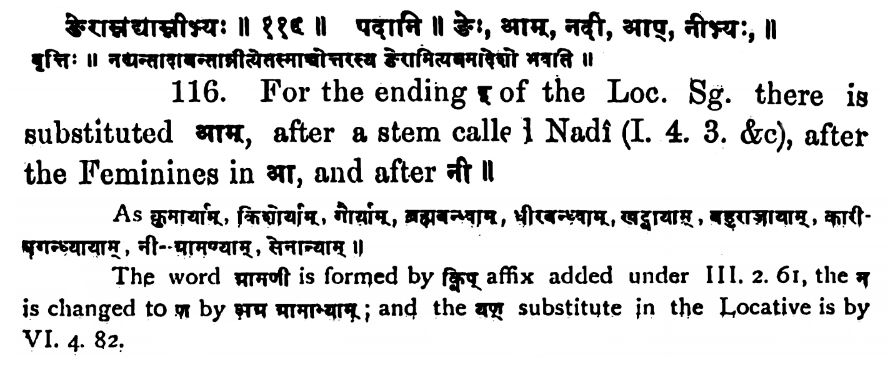 ङेराम्नद्याम्नीभ्यः ॥ ११६ ॥ पदानि ॥ ङेः, आम्, नदी, आप्, नीभ्यः, ॥
वृत्तिः ॥ नद्यन्तादाबन्तान्नीत्येतस्माच्चोत्तरस्य ङेरामित्ययमादेशो भवति ॥
116. For the ending इ of the Loc. Sg. there is
substituted आम्, after a stem calle l Nadî (I. 4. 3. &c), after
the Feminines in आ, and after नी ॥
As कुमार्याम्, किशोर्याम्, गौर्याम्, ब्रह्मबन्ध्वाम्, धीरबन्ध्वाम्, खट्वायाम्, बहुराजायाम्, कारी-
षगन्ध्यायाम्, नी--ग्रामण्याम्, सेनान्याम् ॥
The word ग्रामणी is formed by क्विप् affix added under III. 2. 61, the न
is changed to ण by अग्र ग्रामाभ्याम्; and the यण् substitute in the Locative is by
VI. 4. 82.